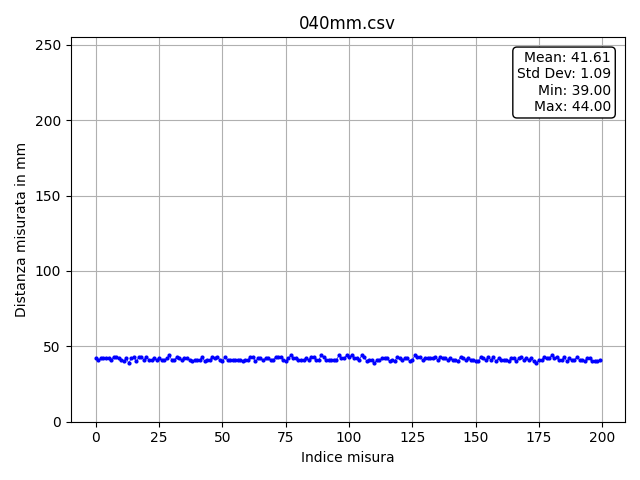 040mm.csv
Mean: 41.61
Std Dev: 1.09
Min: 39.00
Max: 44.00
Distanza misurata in mm
250
200
150
100
50
0
0 25 50 75 100 125 150 175 200
Indice misura